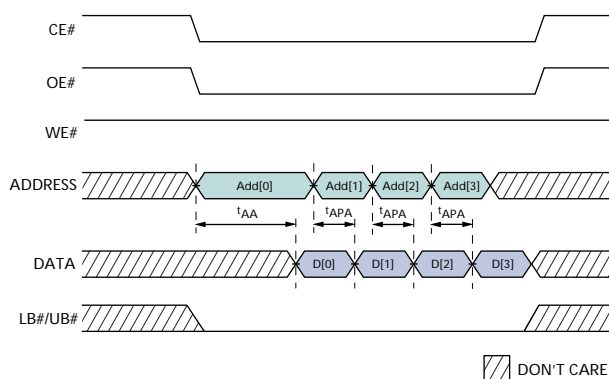 CE#
OE#
WE#
ADDRESS Add[0] Add[1] Add[2] Add[3]
tAA tAPA tAPA tAPA
DATA D[0] D[1] D[2] D[3]
LB#/UB#
DON'T CARE